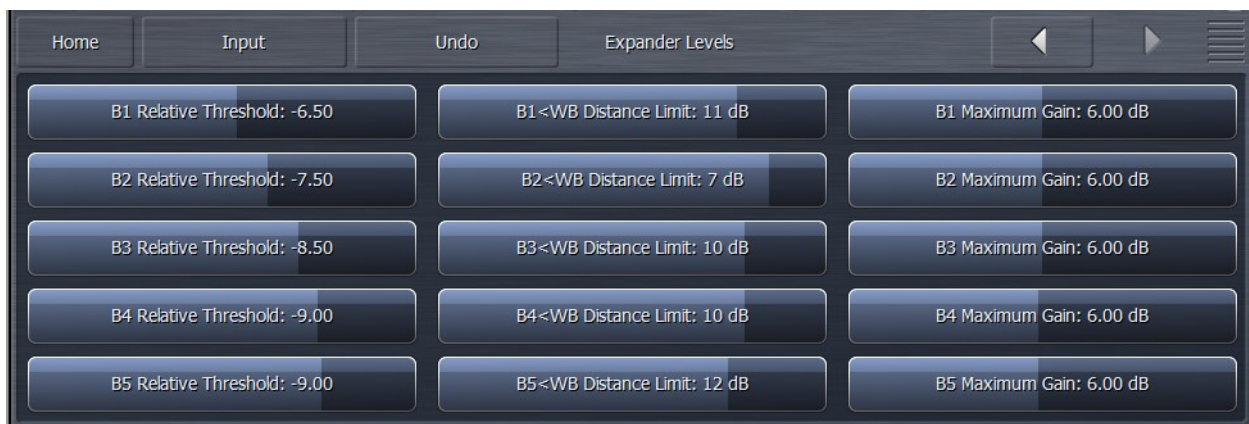 Home Input Undo Expander Levels
B1 Relative Threshold: -6.50 B1<WB Distance Limit: 11 dB B1 Maximum Gain: 6.00 dB
B2 Relative Threshold: -7.50 B2<WB Distance Limit: 7 dB B2 Maximum Gain: 6.00 dB
B3 Relative Threshold: -8.50 B3<WB Distance Limit: 10 dB B3 Maximum Gain: 6.00 dB
B4 Relative Threshold: -9.00 B4<WB Distance Limit: 10 dB B4 Maximum Gain: 6.00 dB
B5 Relative Threshold: -9.00 B5<WB Distance Limit: 12 dB B5 Maximum Gain: 6.00 dB